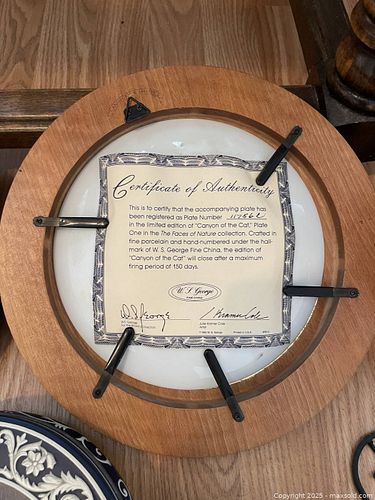 Certificate of Authenticity
This is to certify that the accompanying plate has
been registered as Plate Number
in the limited edition of "Canyon of the Cat," Plate
One in the The Faces of Nature collection. Crafted in
fine porcelain and hand-numbered under the hall-
mark of W. S. George Fine China, the edition of
"Canyon of the Cat" will close after a maximum
firing period of 150 days.
W. S. George
FINE CHINA
Julie Kramer Cole
Artist
Copyright 2025 - maxsold.com